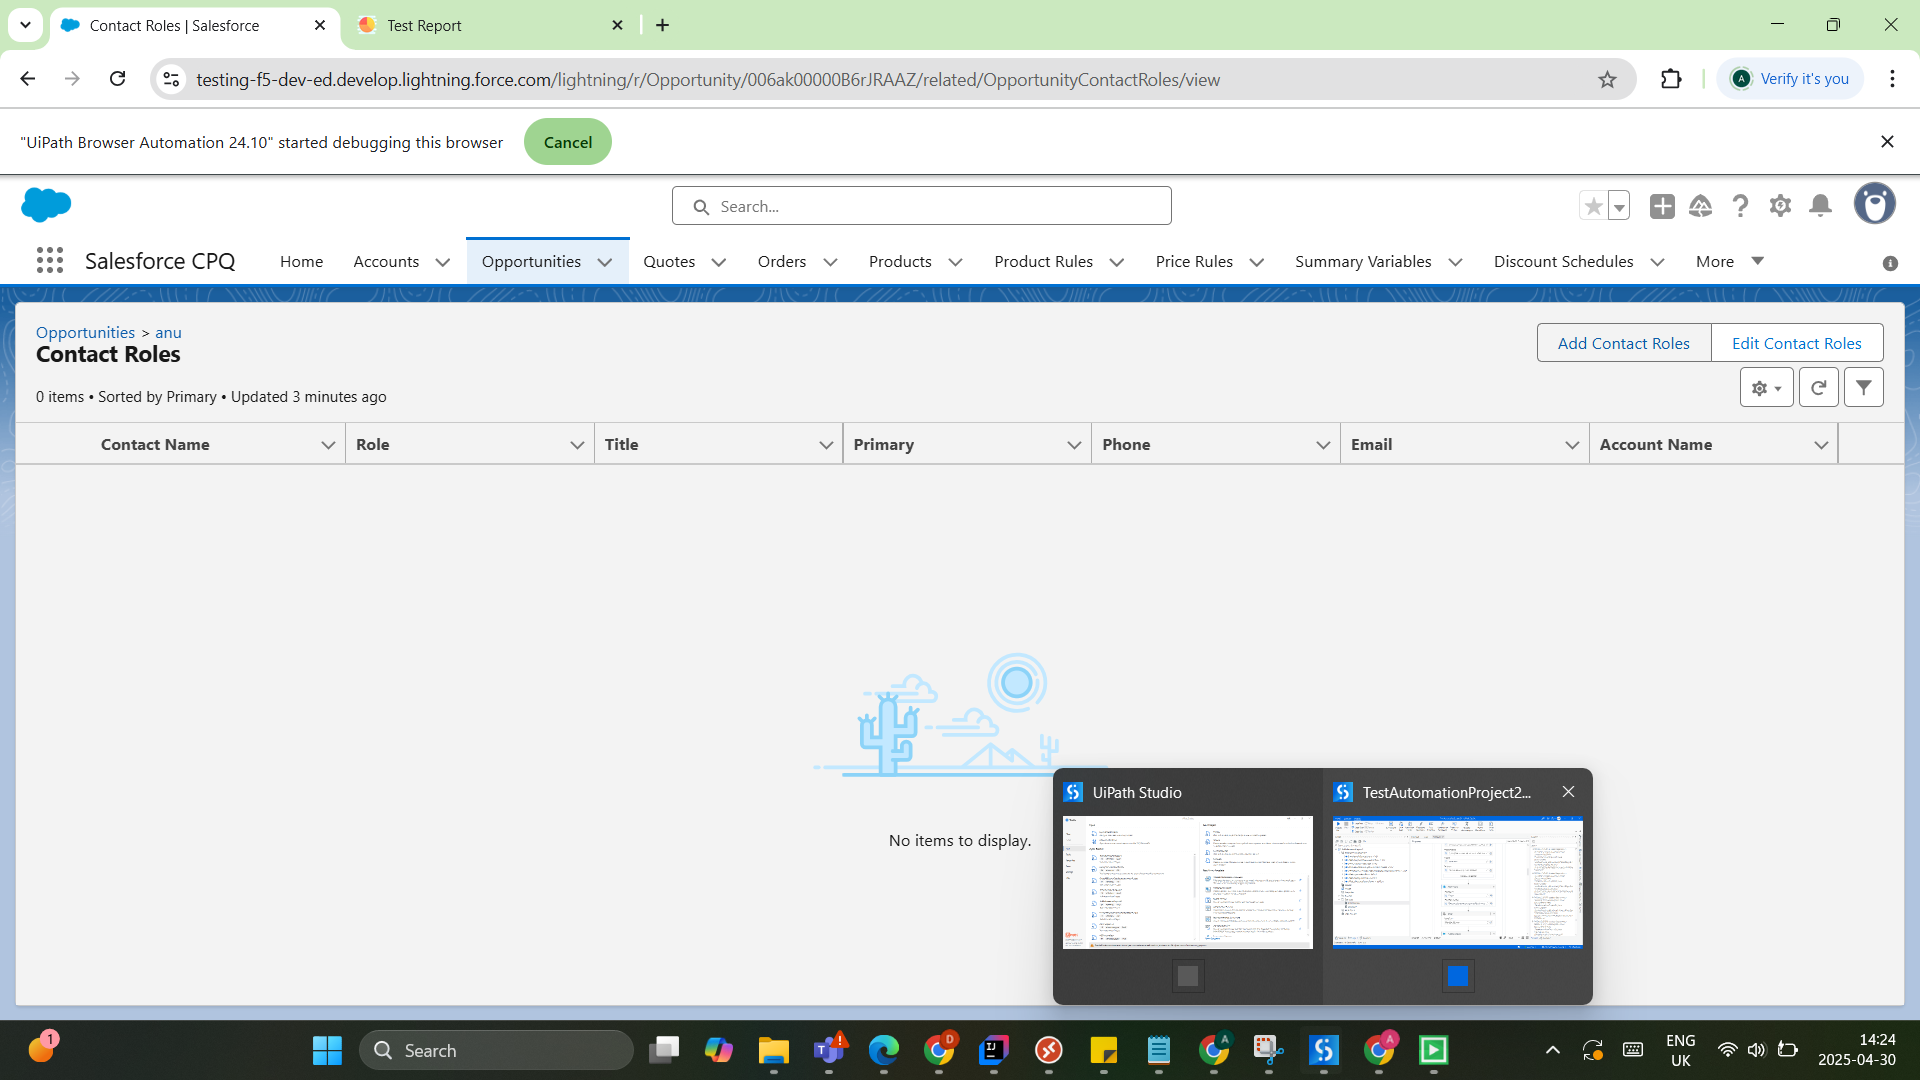 Contact Roles | Salesforce
Test Report
testing-f5-dev-ed.develop.lightning.force.com/lightning/r/Opportunity/006ak00000B6rJRAAZ/related/OpportunityContactRoles/view
A
Verify it's you
"UiPath Browser Automation 24.10" started debugging this browser
Cancel
Search...
Salesforce CPQ
Home
Accounts
Opportunities
Quotes
Orders
Products
Product Rules
Price Rules
Summary Variables
Discount Schedules
More
Opportunities > anu
Contact Roles
Add Contact Roles
Edit Contact Roles
0 items • Sorted by Primary • Updated 3 minutes ago
Contact Name
Role
Title
Primary
Phone
Email
Account Name
No items to display.
UiPath Studio
TestAutomationProject2...
1
Search
D
A
A
ENG
UK
14:24
2025-04-30